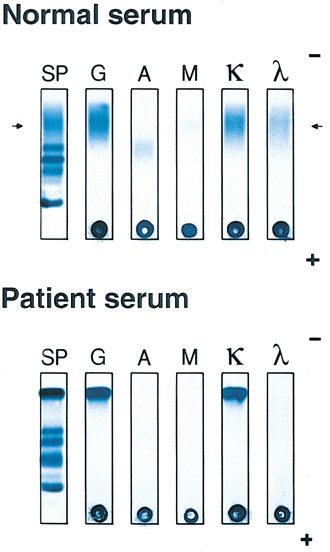 Normal serum
−
SP G A M κ λ
+
Patient serum
−
SP G A M κ λ
+